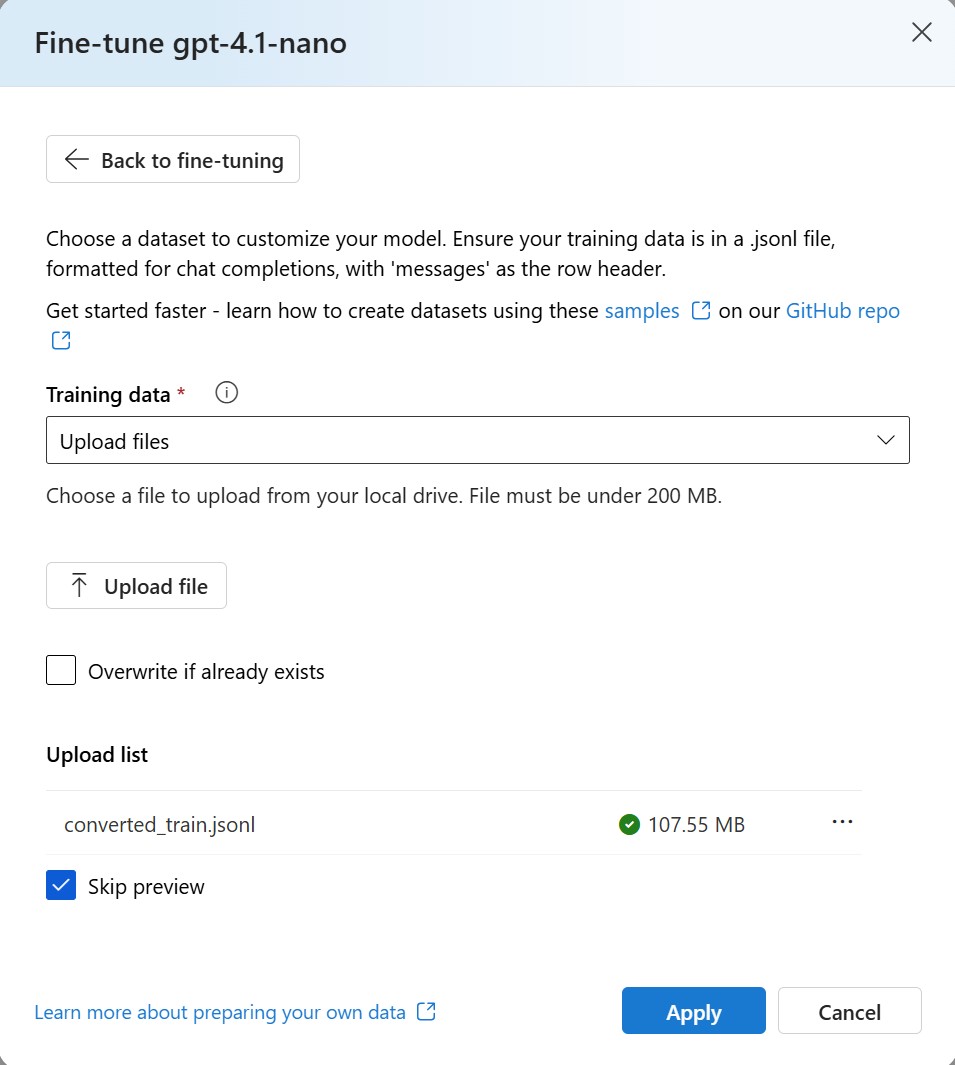 Fine-tune gpt-4.1-nano
Back to fine-tuning
Choose a dataset to customize your model. Ensure your training data is in a .jsonl file,
formatted for chat completions, with 'messages' as the row header.
Get started faster - learn how to create datasets using these samples on our GitHub repo
Training data *
Upload files
Choose a file to upload from your local drive. File must be under 200 MB.
Upload file
Overwrite if already exists
Upload list
converted_train.jsonl 107.55 MB
Skip preview
Learn more about preparing your own data
Apply Cancel